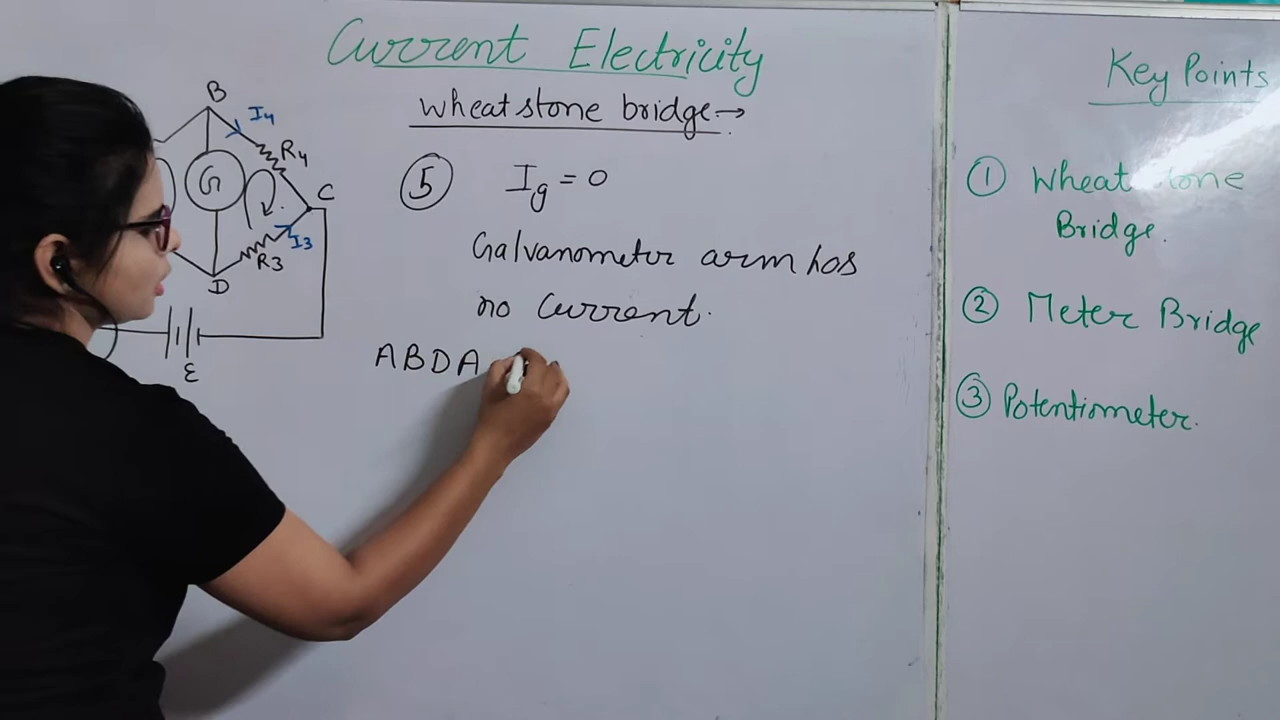 Current Electricity
Wheatstone bridge →
⑤ Ig = 0
Galvanometer arm has
no Current.
ABDA
B
I4
R4
G
C
I3
R3
D
E
Key Points
① Wheatstone
Bridge.
② Meter Bridge
③ Potentiometer.